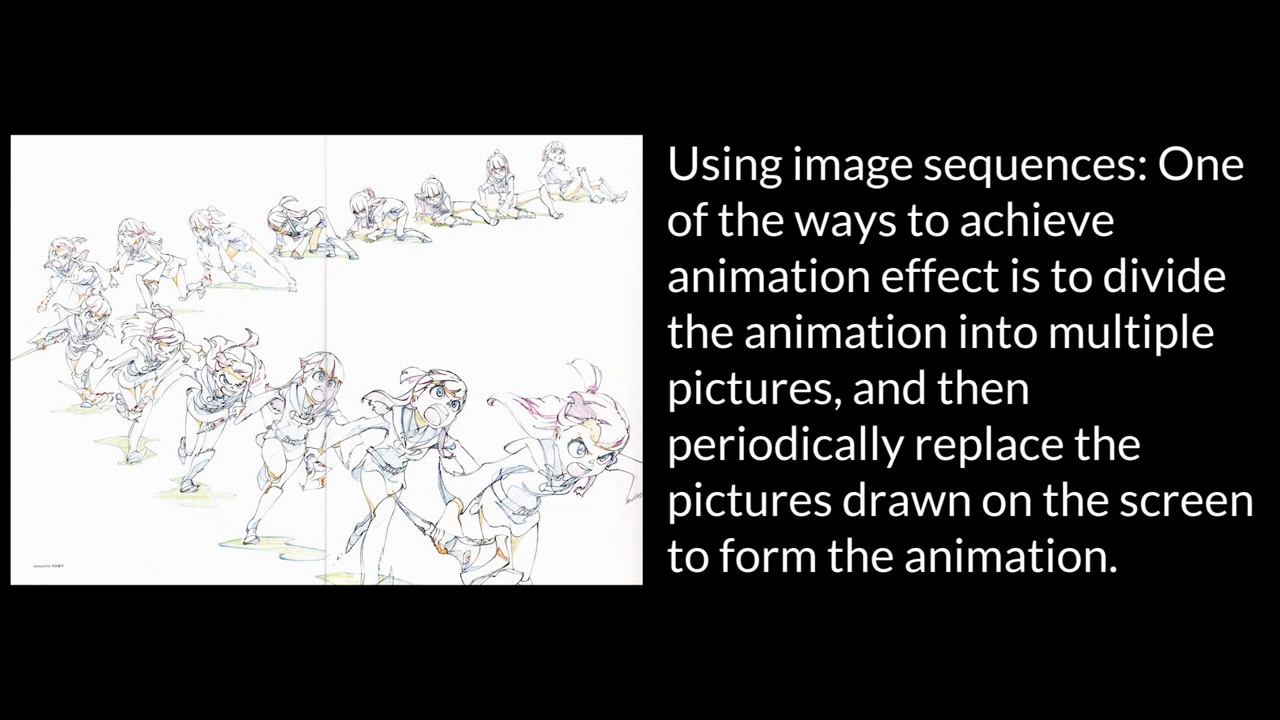 Using image sequences: One
of the ways to achieve
animation effect is to divide
the animation into multiple
pictures, and then
periodically replace the
pictures drawn on the screen
to form the animation.